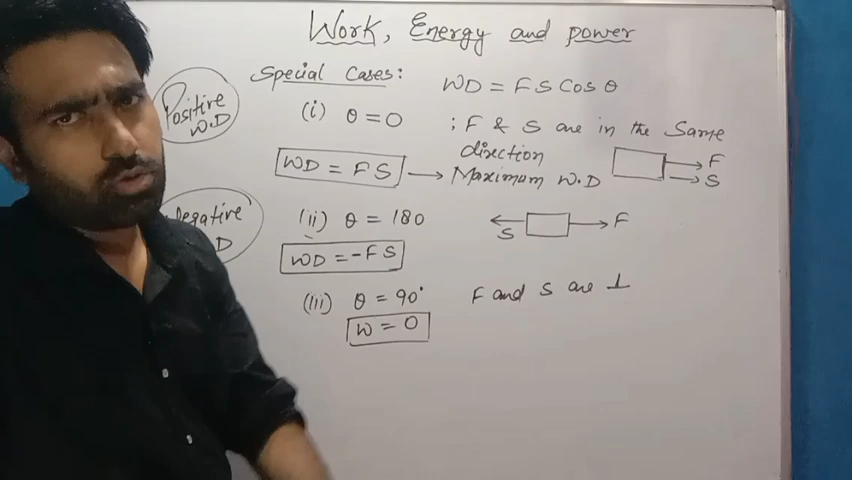 Work, Energy and power
Special Cases:
WD = F S Cos θ
Positive
W.D
(i) θ = 0 ; F & S are in the Same
direction
WD = FS → Maximum W.D
F
S
Negative
D
(ii) θ = 180
S F
WD = -FS
(iii) θ = 90° F and S are ⊥
W = 0